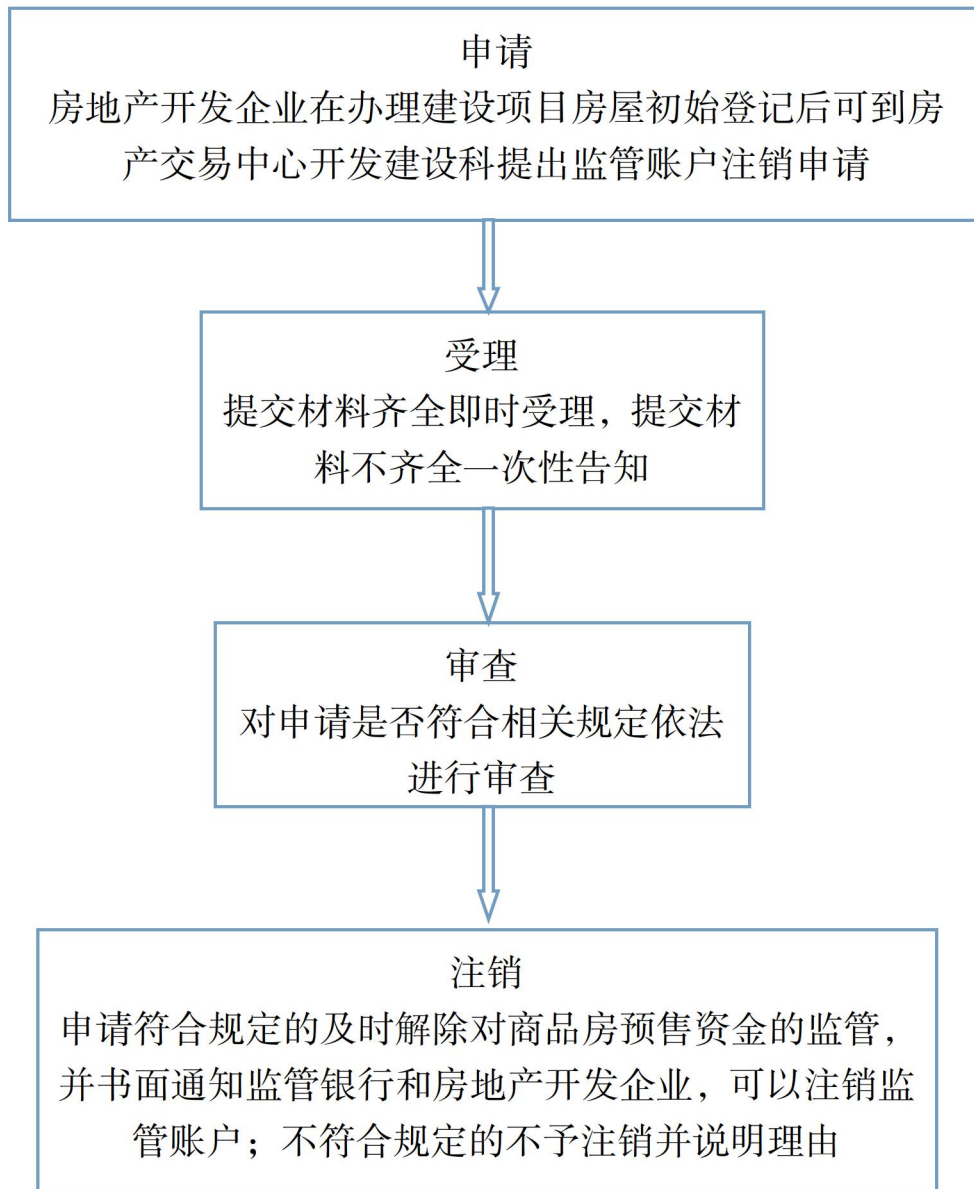 申请
房地产开发企业在办理建设项目房屋初始登记后可到房
产交易中心开发建设科提出监管账户注销申请
受理
提交材料齐全即时受理，提交材
料不齐全一次性告知
审查
对申请是否符合相关规定依法
进行审查
注销
申请符合规定的及时解除对商品房预售资金的监管，
并书面通知监管银行和房地产开发企业，可以注销监
管账户；不符合规定的不予注销并说明理由